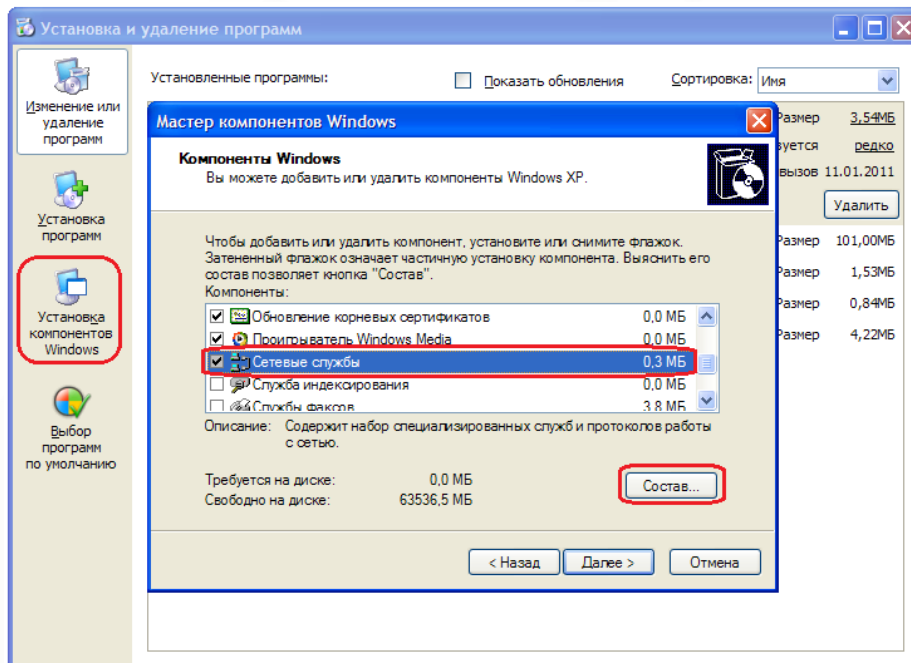 Установка и удаление программ
Изменение или
удаление
программ
Установка
программ
Установка
компонентов
Windows
Выбор
программ
по умолчанию
Установленные программы:
Показать обновления
Сортировка: Имя
Размер 3,54МБ
зуется редко
вызов 11.01.2011
Удалить
Размер 101,00МБ
Размер 1,53МБ
Размер 0,84МБ
Размер 4,22МБ
Мастер компонентов Windows
Компоненты Windows
Вы можете добавить или удалить компоненты Windows XP.
Чтобы добавить или удалить компонент, установите или снимите флажок.
Затененный флажок означает частичную установку компонента. Выяснить его
состав позволяет кнопка "Состав".
Компоненты:
Обновление корневых сертификатов 0,0 МБ
Проигрыватель Windows Media 0,0 МБ
Сетевые службы 0,3 МБ
Служба индексирования 0,0 МБ
Службы факсов 3,8 МБ
Описание: Содержит набор специализированных служб и протоколов работы
с сетью.
Требуется на диске: 0,0 МБ
Свободно на диске: 63536,5 МБ
Состав...
< Назад
Далее >
Отмена